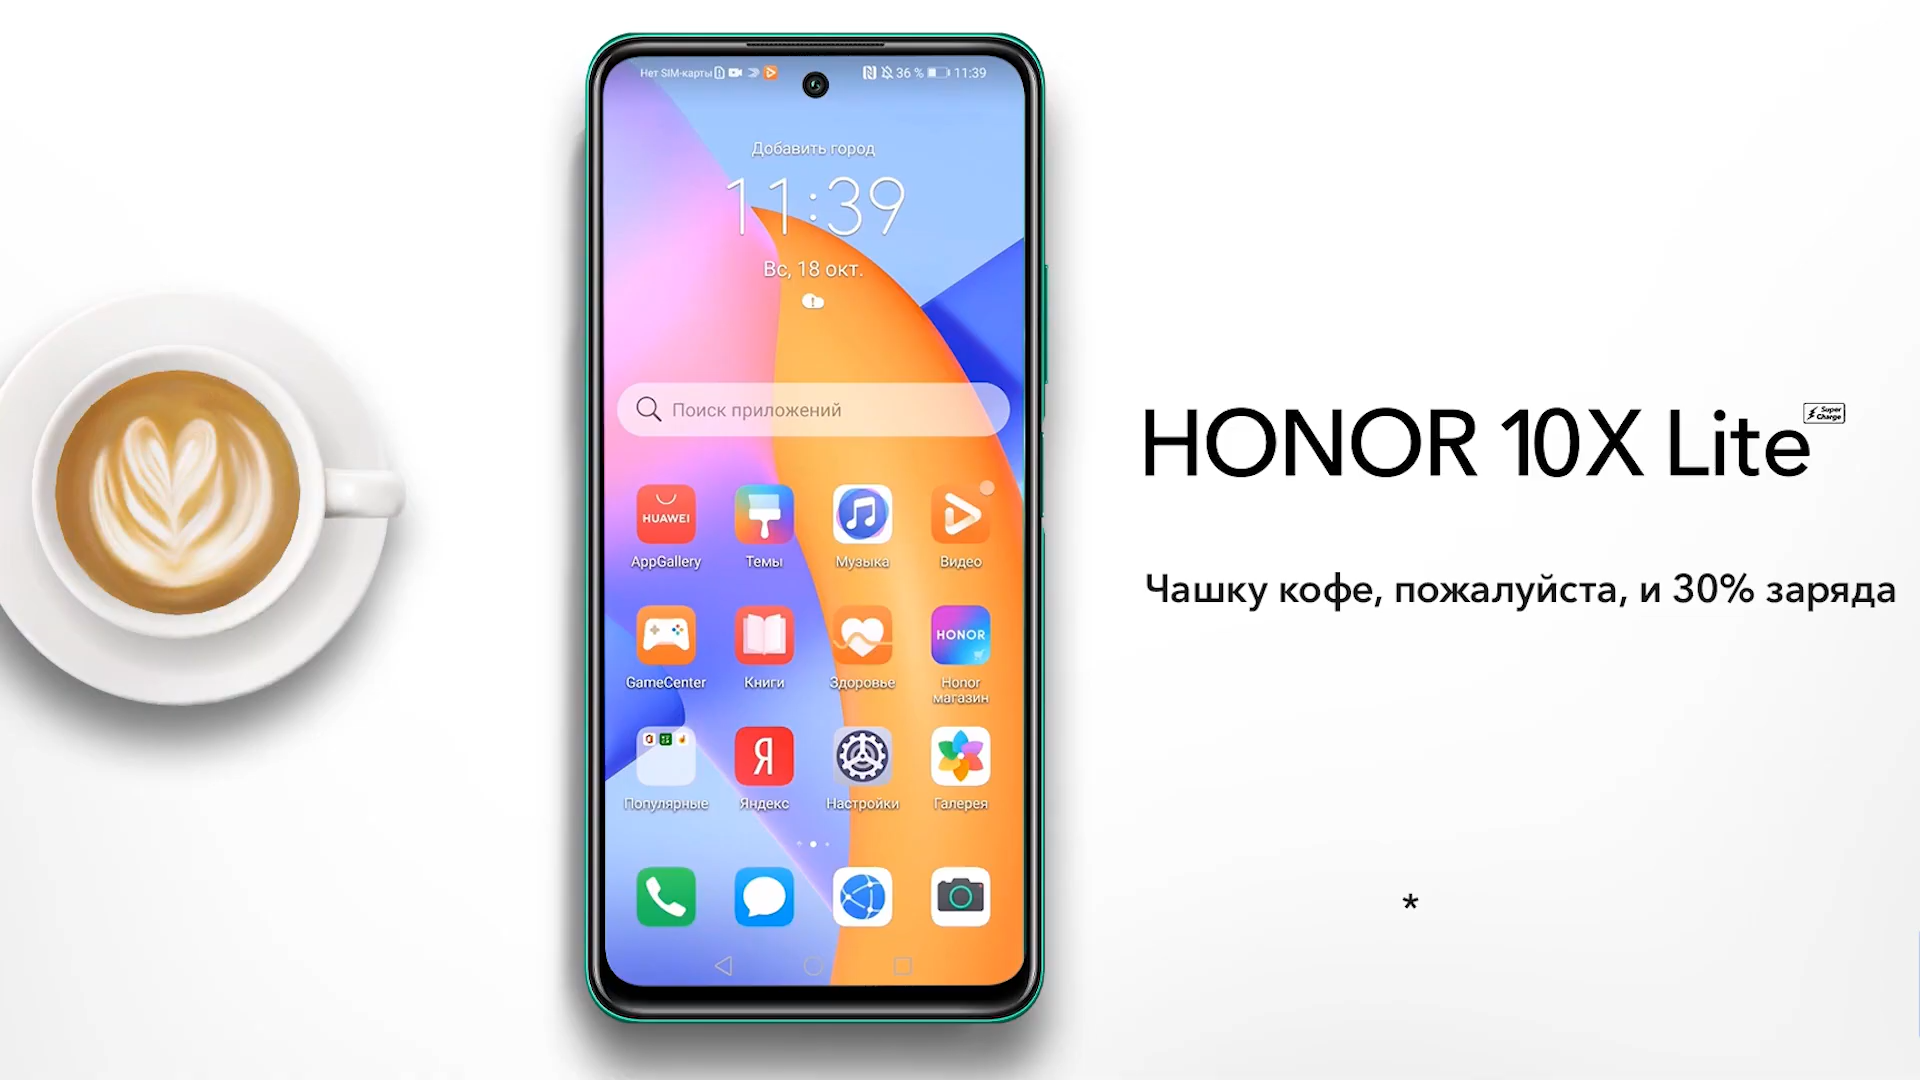 Нет SIM-карты
36 % 11:39
Добавить город
11:39
Вс, 18 окт.
Поиск приложений
HUAWEI
AppGallery Темы Музыка Видео
HONOR
GameCenter Книги Здоровье Honor магазин
Я
Популярные Яндекс Настройки Галерея
HONOR 10X Lite
Super Charge
Чашку кофе, пожалуйста, и 30% заряда
*